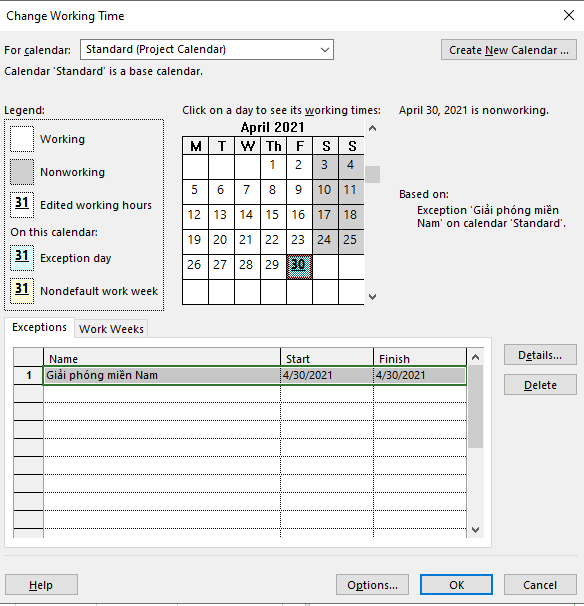 Change Working Time
For calendar: Standard (Project Calendar) Create New Calendar ...
Calendar 'Standard' is a base calendar.
Legend:
Working
Nonworking
31 Edited working hours
On this calendar:
31 Exception day
31 Nondefault work week
Click on a day to see its working times:
April 2021
M T W Th F S S
1 2 3 4
5 6 7 8 9 10 11
12 13 14 15 16 17 18
19 20 21 22 23 24 25
26 27 28 29 30
April 30, 2021 is nonworking.
Based on:
Exception 'Giải phóng miền
Nam' on calendar 'Standard'.
Exceptions Work Weeks
Name Start Finish
1 Giải phóng miền Nam 4/30/2021 4/30/2021
Details...
Delete
Help Options... OK Cancel